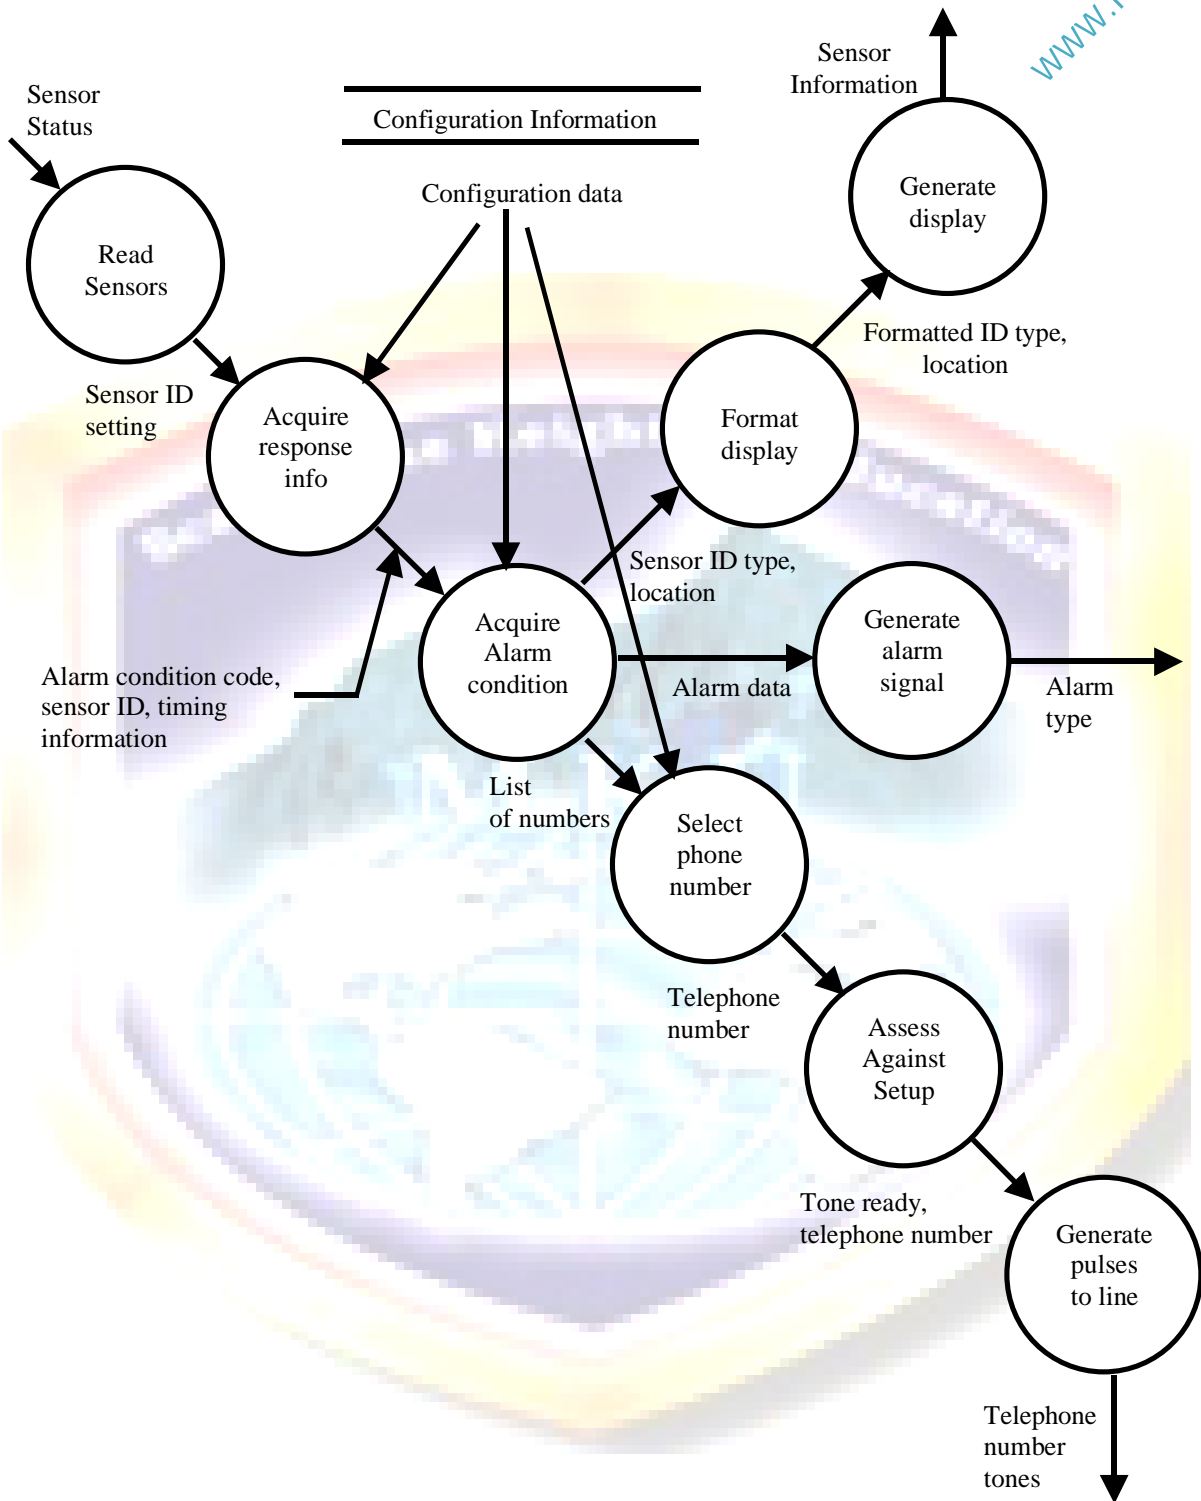 Sensor
Information
Sensor
Status
Configuration Information
Configuration data
Generate
display
Read
Sensors
Formatted ID type,
location
Sensor ID
setting
Acquire
response
info
Format
display
Sensor ID type,
location
Acquire
Alarm
condition
Generate
alarm
signal
Alarm condition code,
sensor ID, timing
information
Alarm data
Alarm
type
List
of numbers
Select
phone
number
Telephone
number
Assess
Against
Setup
Tone ready,
telephone number
Generate
pulses
to line
Telephone
number
tones